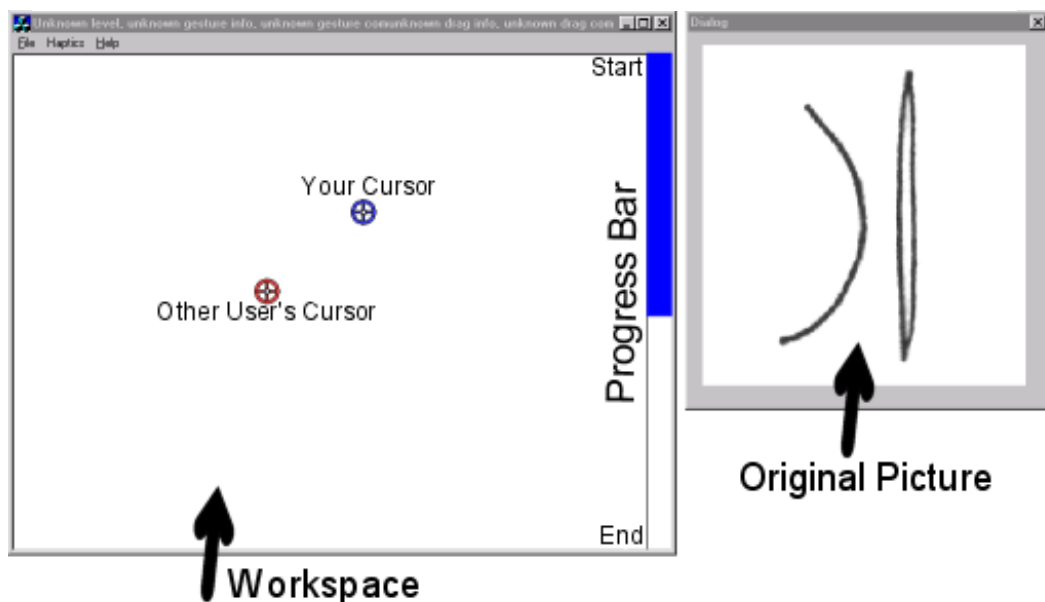 Unknown level, unknown gesture info, unknown gesture comunknown drag info, unknown drag com
File Haptics Help
Start
Your Cursor
Other User's Cursor
Progress Bar
End
Workspace
Dialog
Original Picture